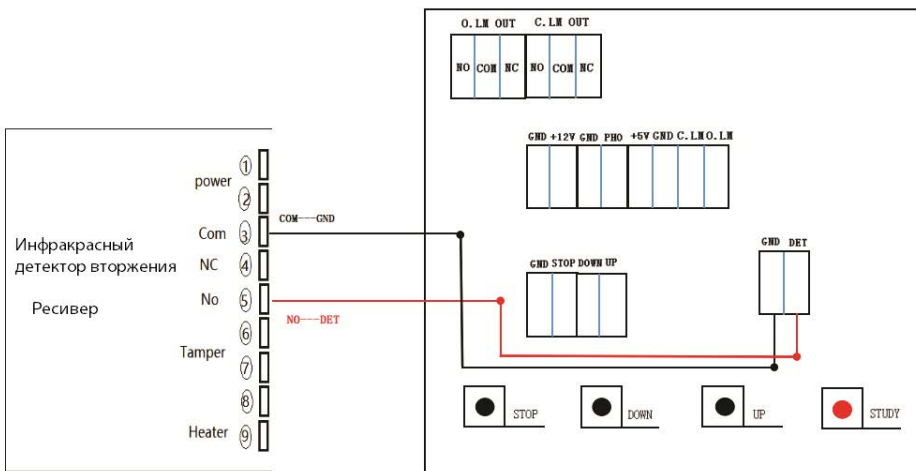 O.LM OUT C.LM OUT
NO COM NC NO COM NC
GND +12V GND PHO +5V GND C.LM O.LM
power
①
②
COM---GND
Com ③
Инфракрасный
детектор вторжения
NC ④
GND DET
GND STOP DOWN UP
Ресивер
No ⑤
NO---DET
⑥
Tamper
⑦
⑧
Heater ⑨
STOP DOWN UP STUDY